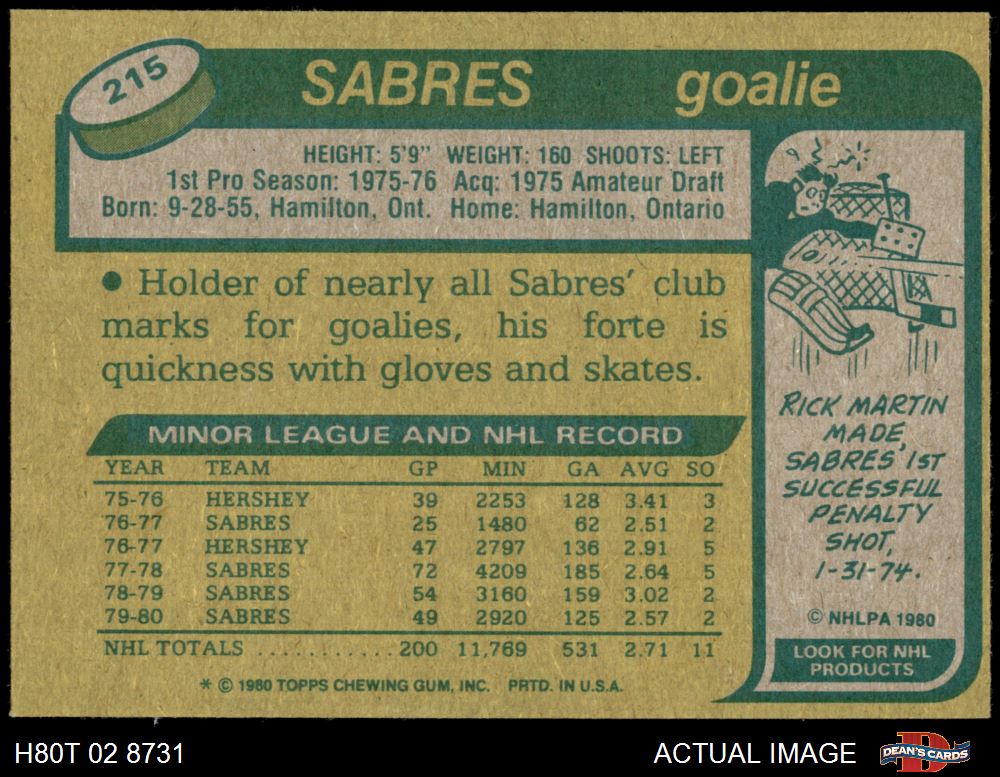 215
SABRES goalie
HEIGHT: 5'9" WEIGHT: 160 SHOOTS: LEFT
1st Pro Season: 1975-76 Acq: 1975 Amateur Draft
Born: 9-28-55, Hamilton, Ont. Home: Hamilton, Ontario
● Holder of nearly all Sabres' club
marks for goalies, his forte is
quickness with gloves and skates.
MINOR LEAGUE AND NHL RECORD
YEAR TEAM GP MIN GA AVG SO
75-76 HERSHEY 39 2253 128 3.41 3
76-77 SABRES 25 1480 62 2.51 2
76-77 HERSHEY 47 2797 136 2.91 5
77-78 SABRES 72 4209 185 2.64 5
78-79 SABRES 54 3160 159 3.02 2
79-80 SABRES 49 2920 125 2.57 2
NHL TOTALS ............200 11,769 531 2.71 11
* © 1980 TOPPS CHEWING GUM, INC. PRTD. IN U.S.A.
10
RICK MARTIN
MADE
SABRES' 1ST
SUCCESSFUL
PENALTY
SHOT,
1-31-74.
© NHLPA 1980
LOOK FOR NHL
PRODUCTS
H80T 02 8731
ACTUAL IMAGE
DEAN'S CARDS